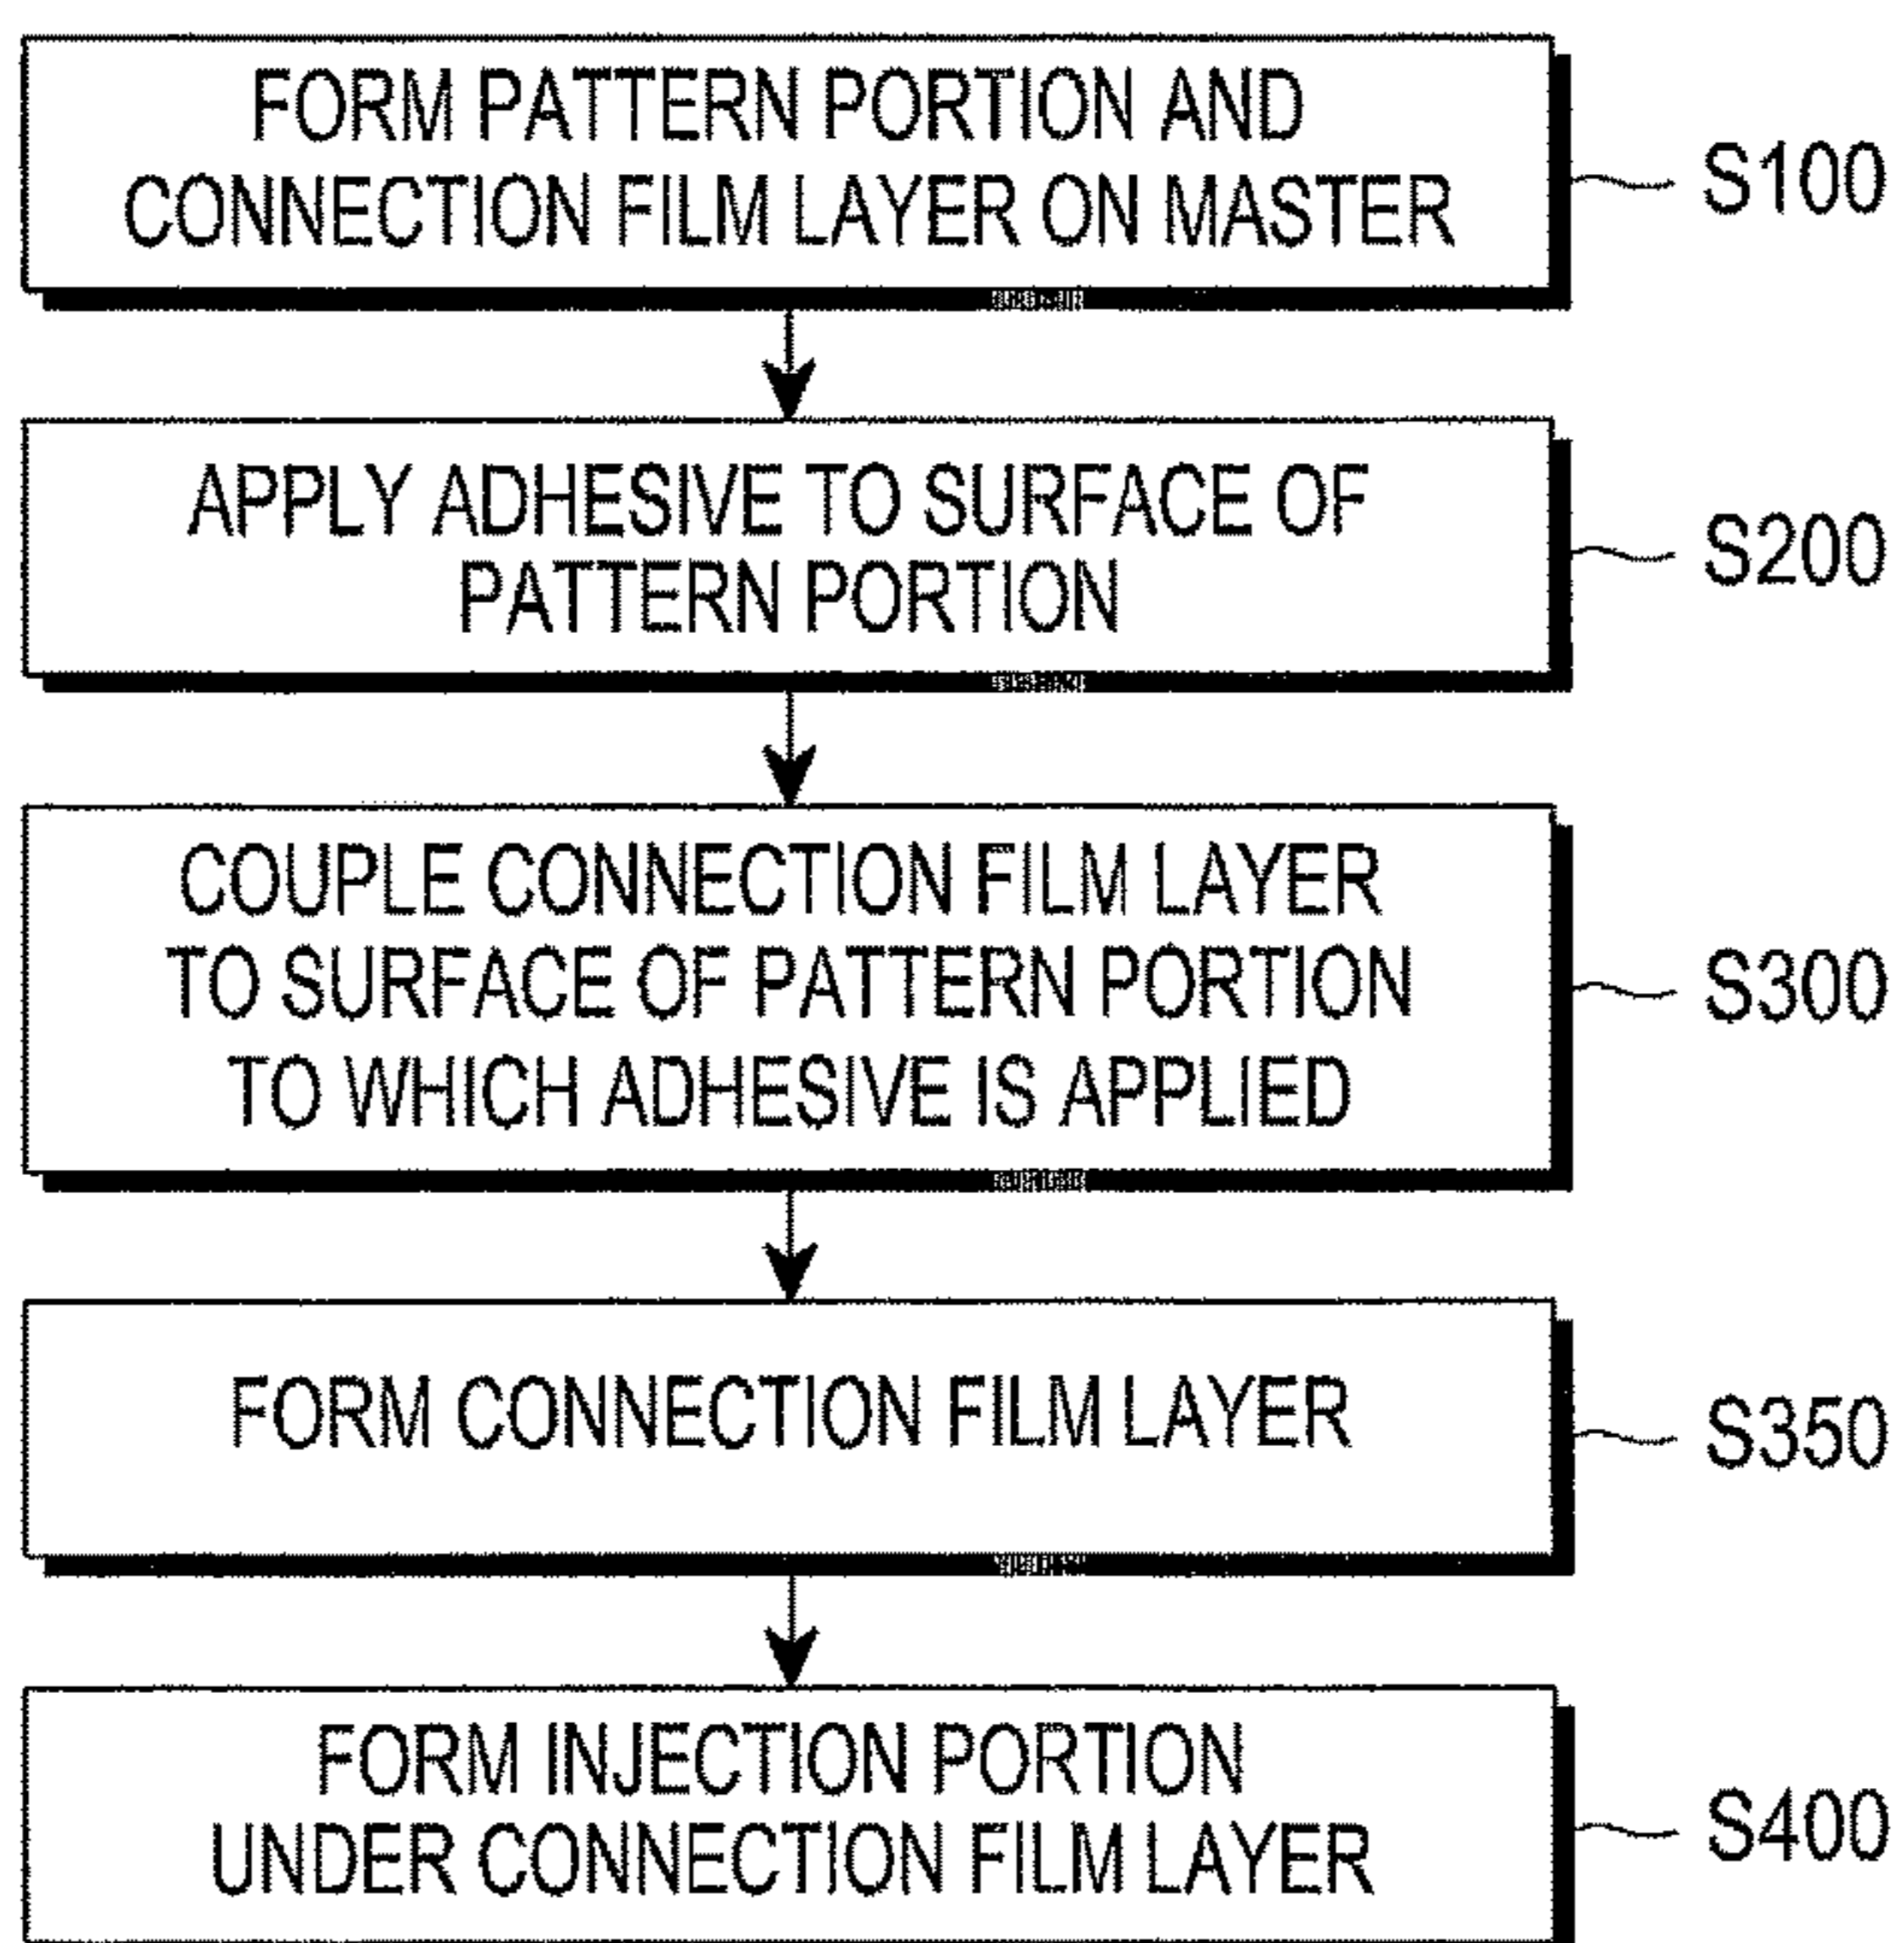 FORM PATTERN PORTION AND
CONNECTION FILM LAYER ON MASTER
S100
APPLY ADHESIVE TO SURFACE OF
PATTERN PORTION
S200
COUPLE CONNECTION FILM LAYER
TO SURFACE OF PATTERN PORTION
TO WHICH ADHESIVE IS APPLIED
S300
FORM CONNECTION FILM LAYER
S350
FORM INJECTION PORTION
UNDER CONNECTION FILM LAYER
S400